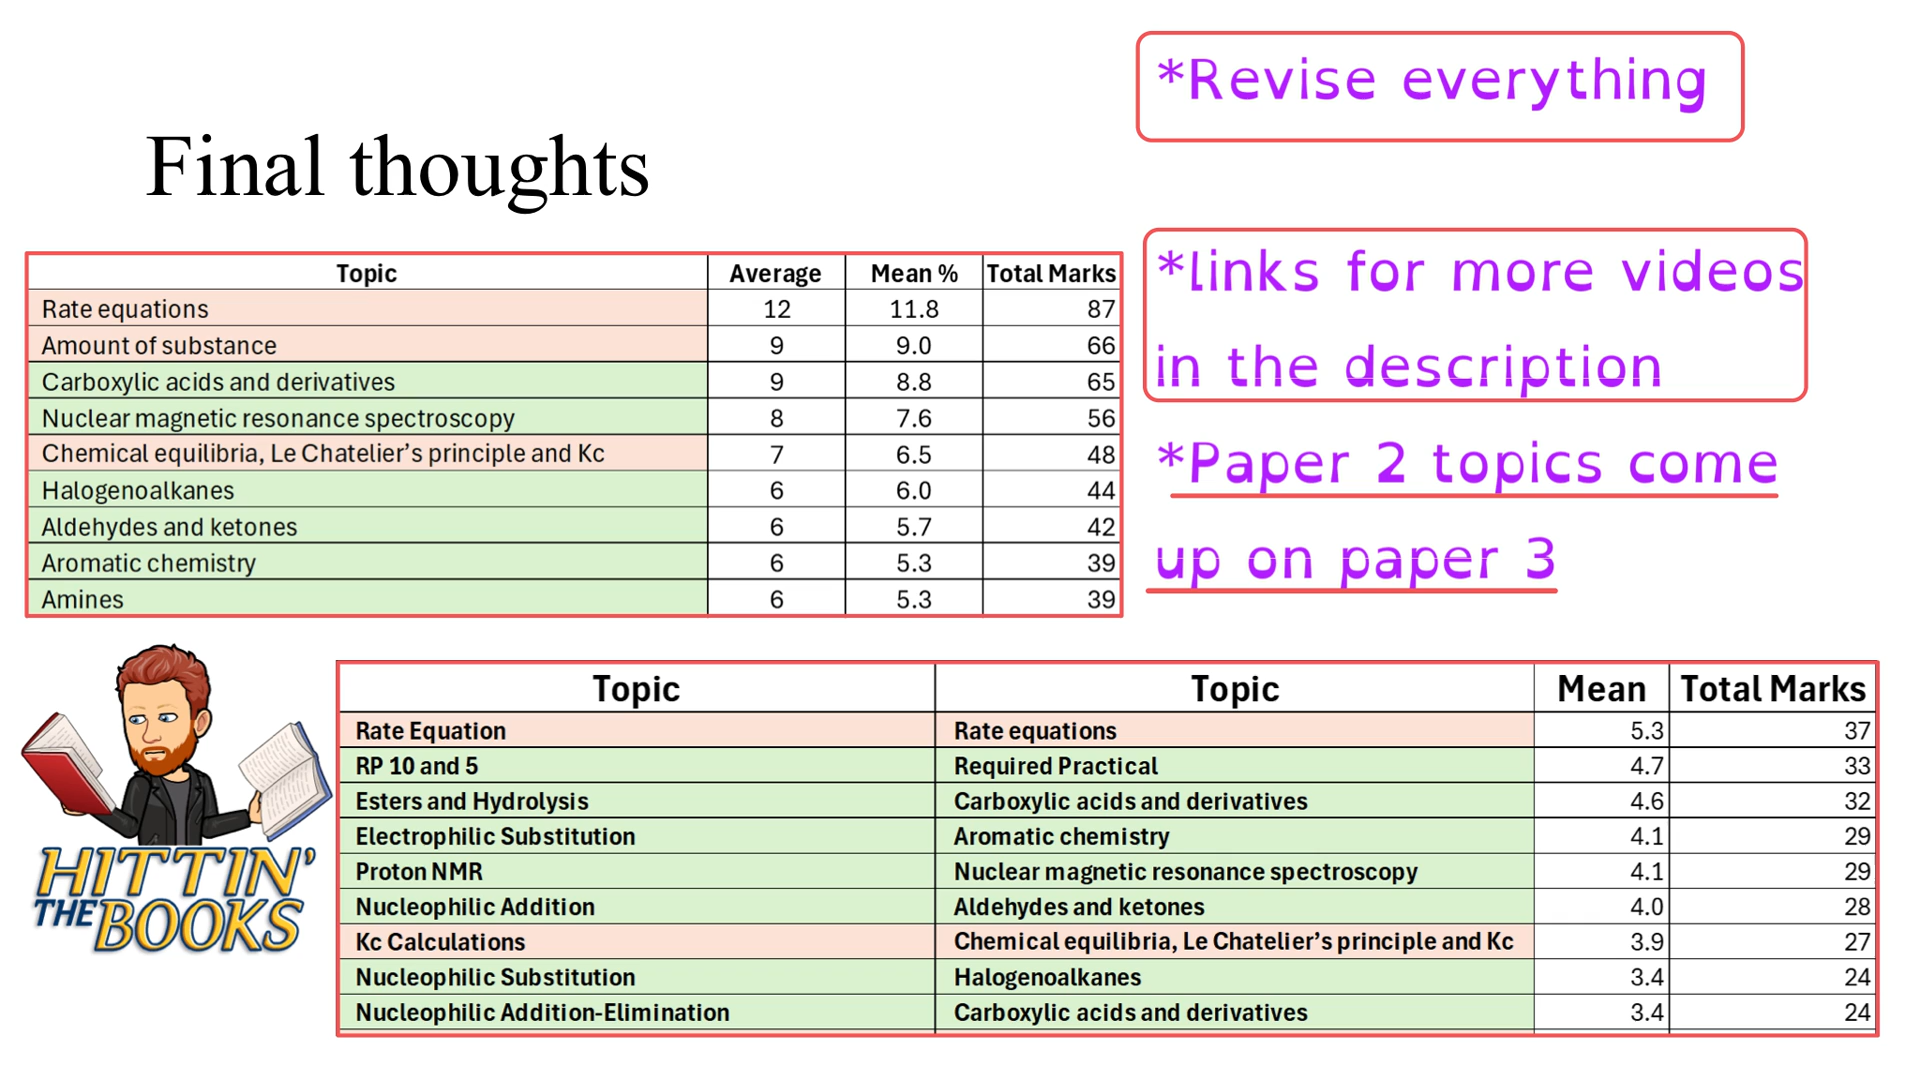 *Revise everything
Final thoughts
*links for more videos
in the description
*Paper 2 topics come
up on paper 3
Topic Average Mean % Total Marks
Rate equations 12 11.8 87
Amount of substance 9 9.0 66
Carboxylic acids and derivatives 9 8.8 65
Nuclear magnetic resonance spectroscopy 8 7.6 56
Chemical equilibria, Le Chatelier’s principle and Kc 7 6.5 48
Halogenoalkanes 6 6.0 44
Aldehydes and ketones 6 5.7 42
Aromatic chemistry 6 5.3 39
Amines 6 5.3 39
HITTIN’
THE BOOKS
Topic Topic Mean Total Marks
Rate Equation Rate equations 5.3 37
RP 10 and 5 Required Practical 4.7 33
Esters and Hydrolysis Carboxylic acids and derivatives 4.6 32
Electrophilic Substitution Aromatic chemistry 4.1 29
Proton NMR Nuclear magnetic resonance spectroscopy 4.1 29
Nucleophilic Addition Aldehydes and ketones 4.0 28
Kc Calculations Chemical equilibria, Le Chatelier’s principle and Kc 3.9 27
Nucleophilic Substitution Halogenoalkanes 3.4 24
Nucleophilic Addition-Elimination Carboxylic acids and derivatives 3.4 24